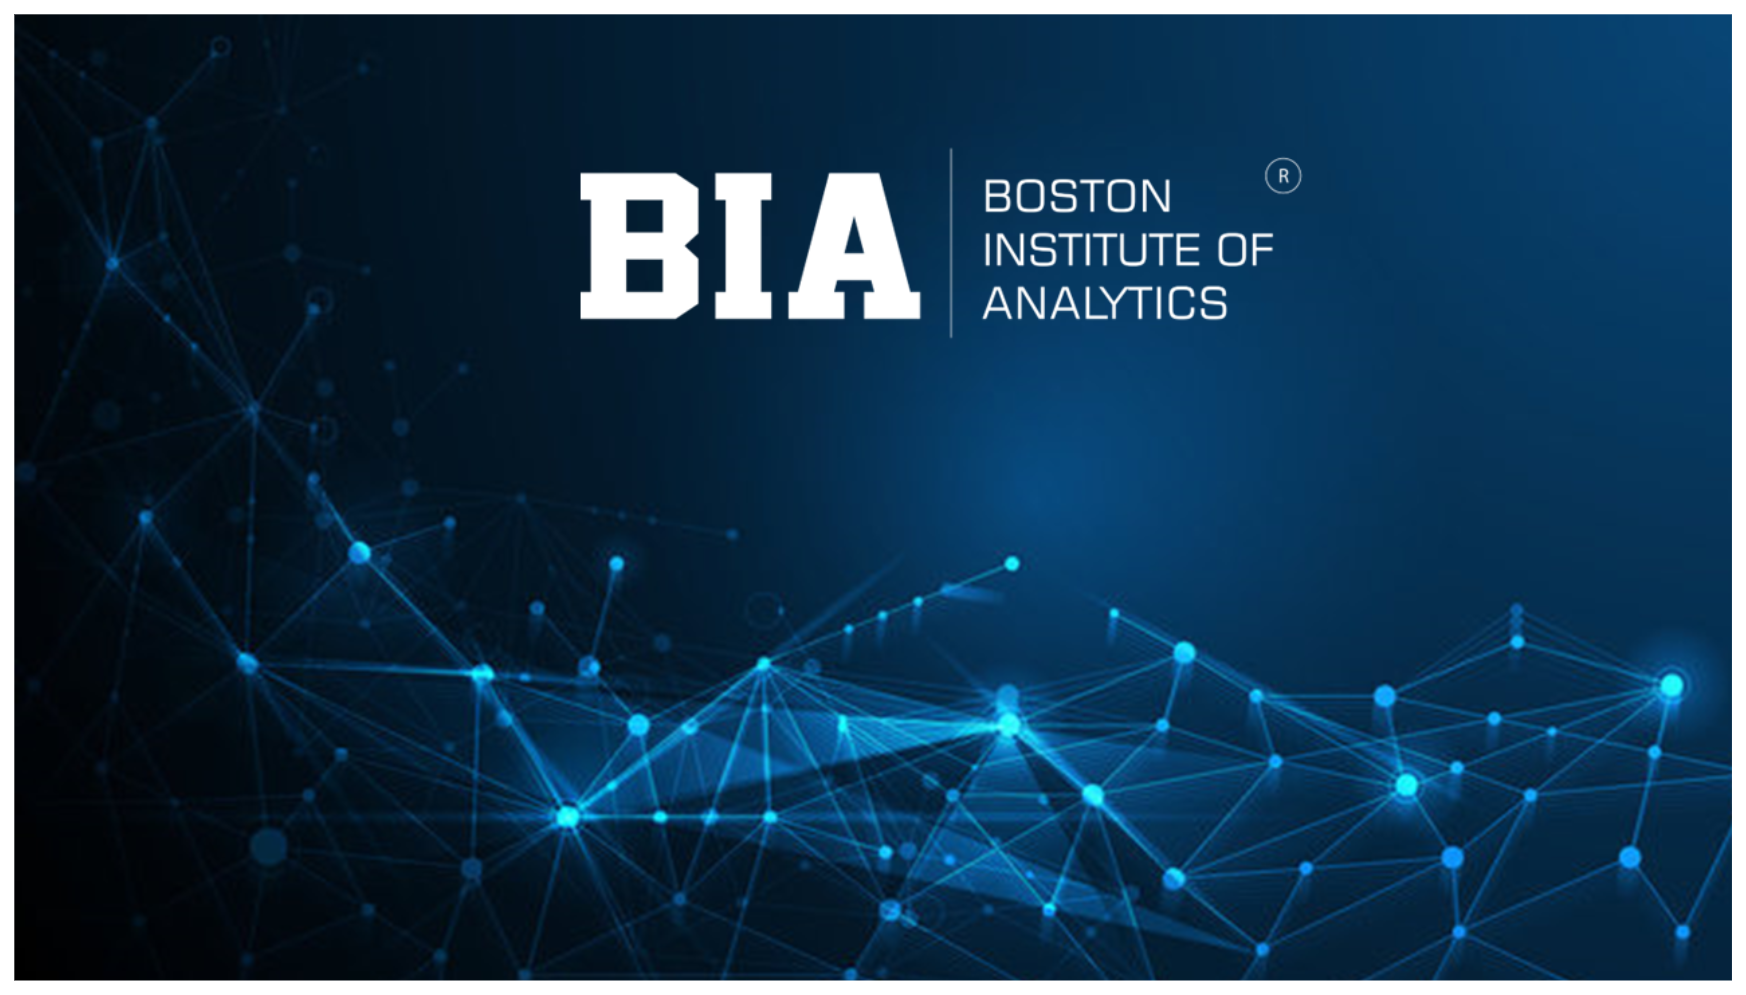 BIA
BOSTON
INSTITUTE OF
ANALYTICS
®